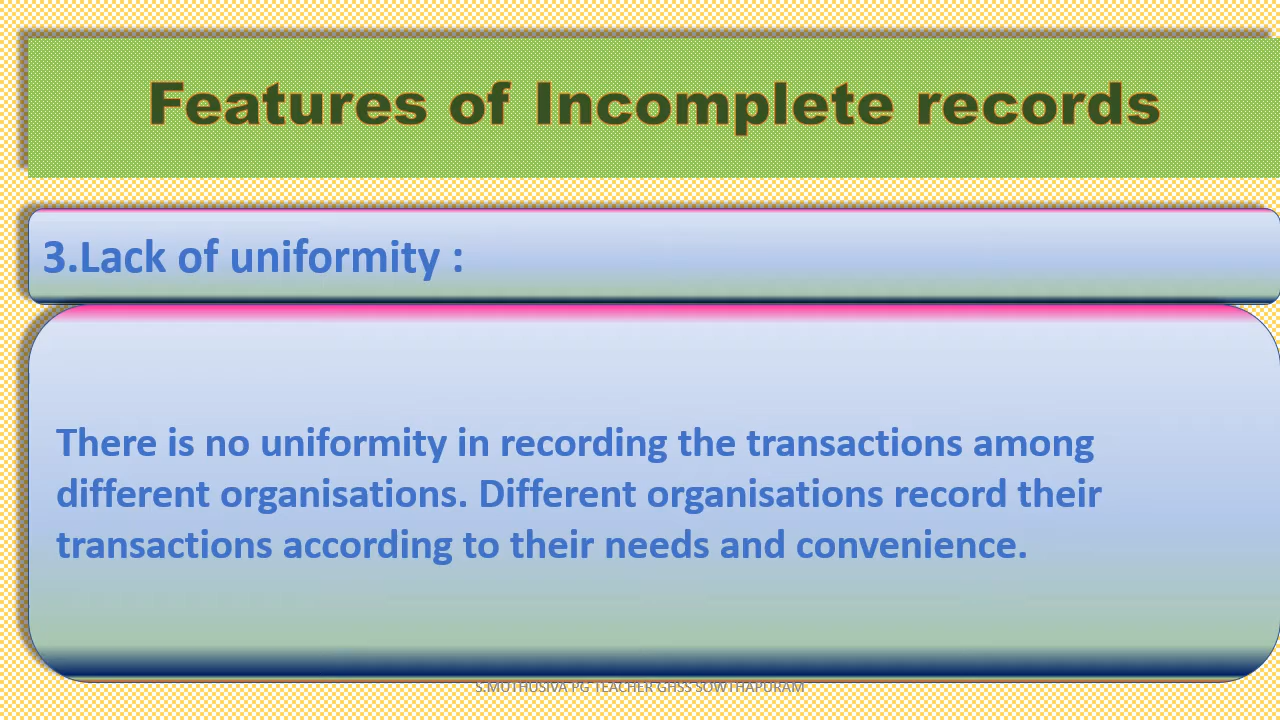 Features of Incomplete records
3.Lack of uniformity :
There is no uniformity in recording the transactions among
different organisations. Different organisations record their
transactions according to their needs and convenience.
S.MUTHUSIVA PG TEACHER GHSS SOWTHAPURAM